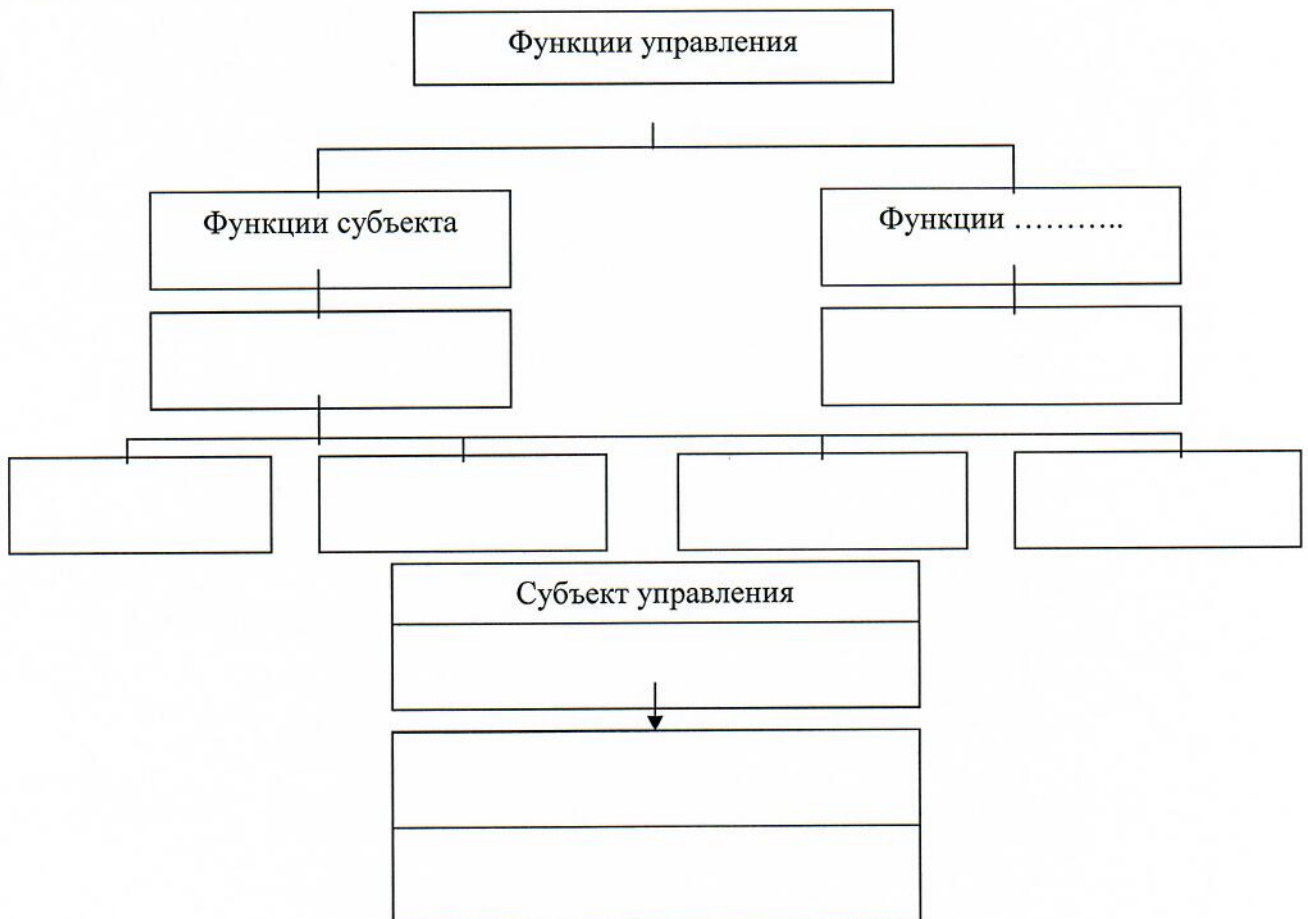 Функции управления
Функции субъекта
Функции ………..
Субъект управления